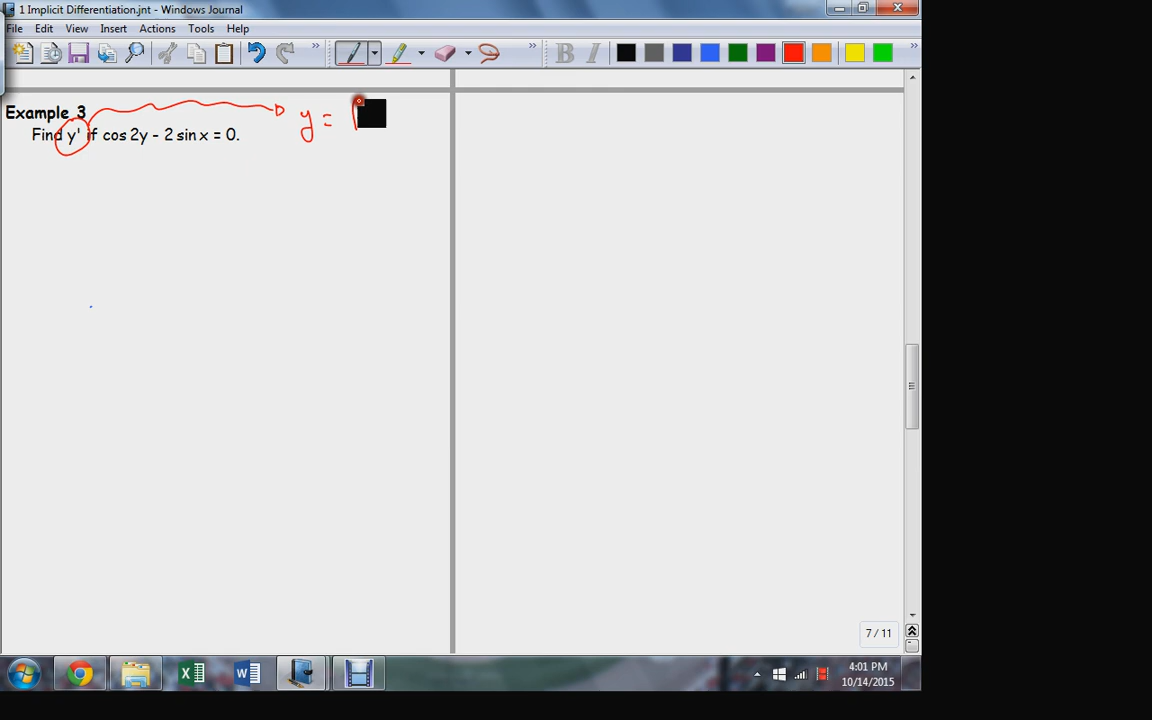 1 Implicit Differentiation.jnt - Windows Journal
File Edit View Insert Actions Tools Help
B I U
Example 3
Find y' if cos 2y - 2 sin x = 0.
y =
7 / 11
4:01 PM
10/14/2015